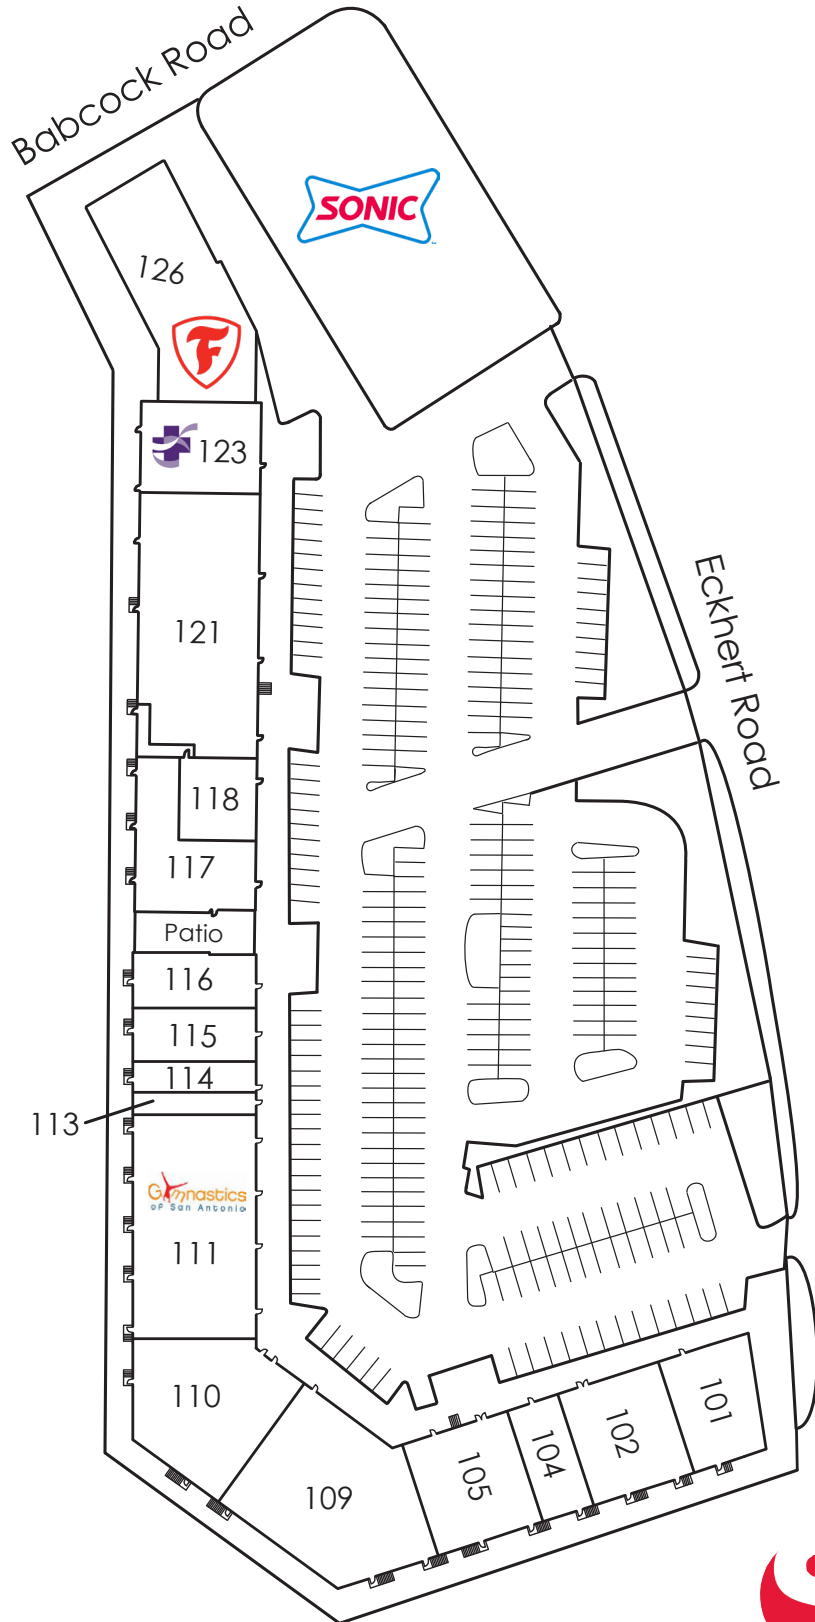 Babcock Road
SONIC
126
F
123
121
Eckhert Road
118
117
Patio
116
115
114
113
Gymnastics
of San Antonio
111
110
109
105
104
102
101